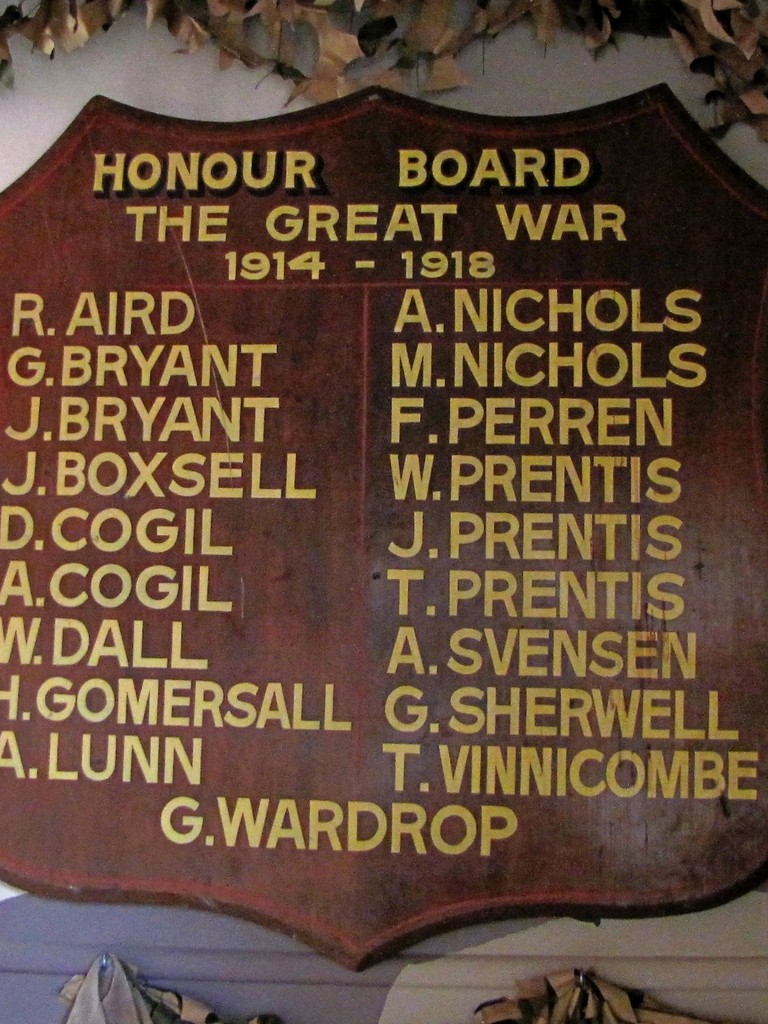 HONOUR BOARD
THE GREAT WAR
1914 - 1918
R. AIRD
G. BRYANT
J. BRYANT
J. BOXSELL
D. COGIL
A. COGIL
W. DALL
H. GOMERSALL
A. LUNN
A. NICHOLS
M. NICHOLS
F. PERREN
W. PRENTIS
J. PRENTIS
T. PRENTIS
A. SVENSEN
G. SHERWELL
T. VINNICOMBE
G. WARDROP